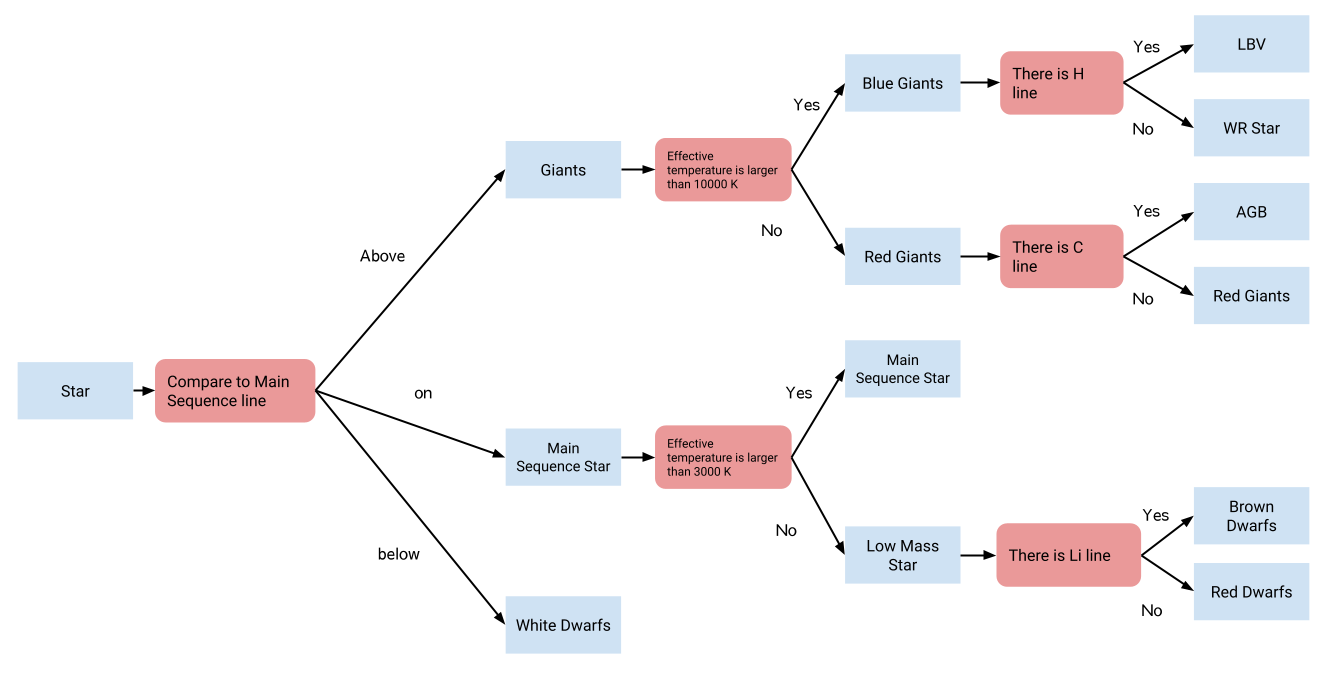 LBV
Yes
There is H
line
Blue Giants
Yes
WR Star
No
Effective
temperature is larger
than 10000 K
Giants
Yes
AGB
No
There is C
line
Red Giants
Above
No
Red Giants
Main
Sequence Star
Star
Compare to Main
Sequence line
on
Yes
Main
Sequence Star
Effective
temperature is larger
than 3000 K
Brown
Dwarfs
Yes
No
below
Low Mass
Star
There is Li line
Red Dwarfs
No
White Dwarfs